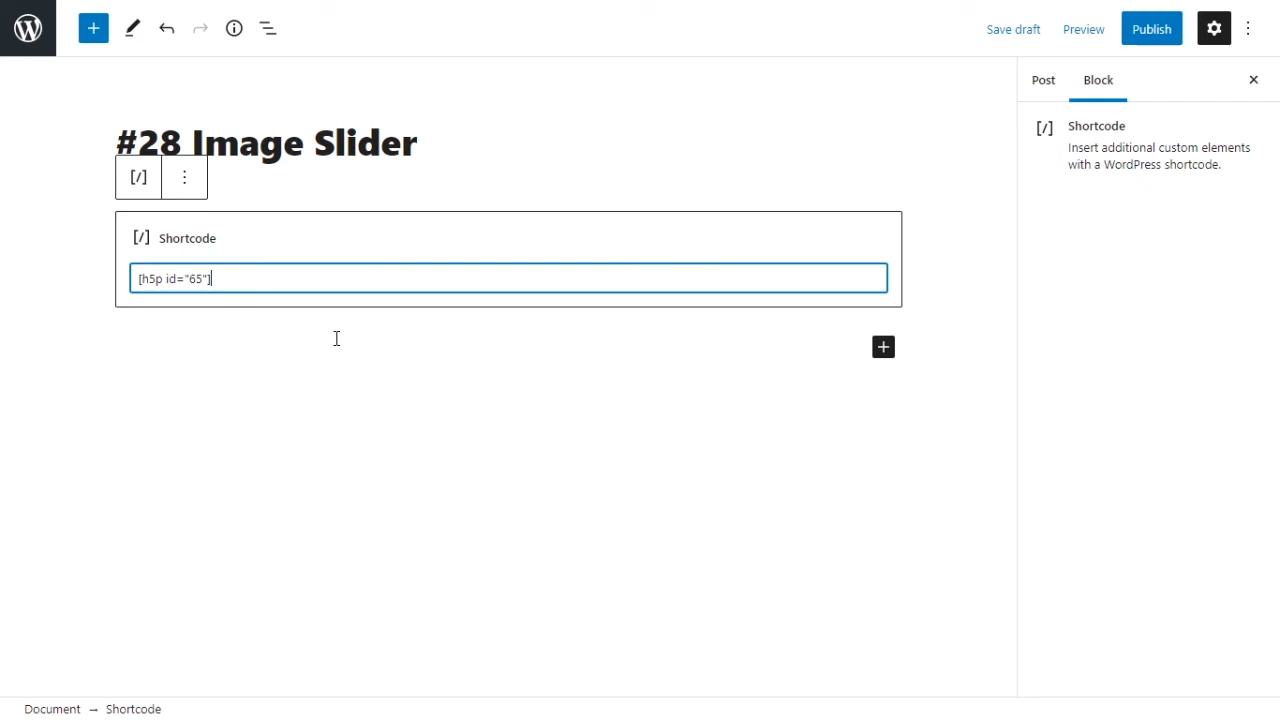 Save draft
Preview
Publish
Post
Block
#28 Image Slider
[/]
Shortcode
Insert additional custom elements
with a WordPress shortcode.
[/]
[/] Shortcode
[h5p id="65"]
Document → Shortcode